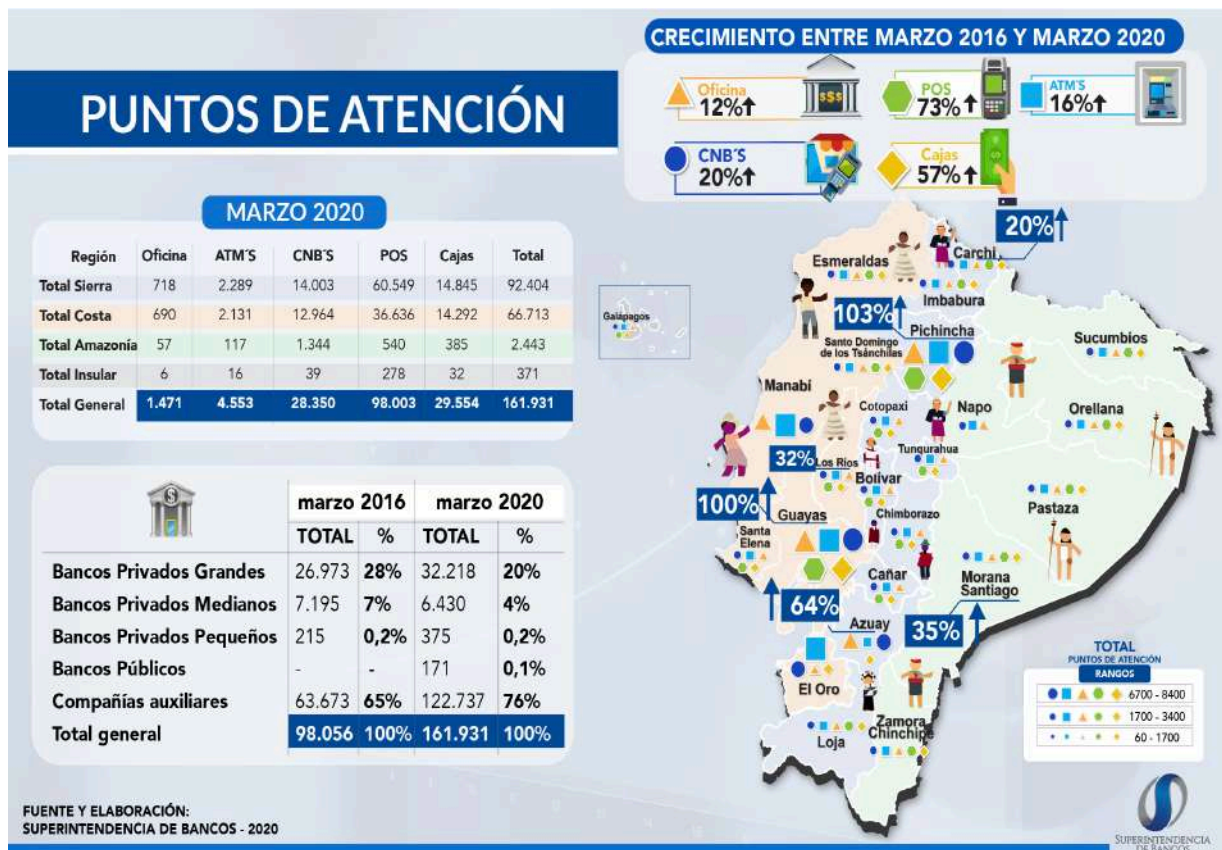 CRECIMIENTO ENTRE MARZO 2016 Y MARZO 2020
Oficina
12%
POS
73%
ATM'S
16%
CNB'S
20%
Cajas
57%
PUNTOS DE ATENCIÓN
MARZO 2020
Región Oficina ATM´S CNB´S POS Cajas Total
Total Sierra 718 2.289 14.003 60.549 14.845 92.404
Total Costa 690 2.131 12.964 36.636 14.292 66.713
Total Amazonía 57 117 1.344 540 385 2.443
Total Insular 6 16 39 278 32 371
Total General 1.471 4.553 28.350 98.003 29.554 161.931
marzo 2016 marzo 2020
TOTAL % TOTAL %
Bancos Privados Grandes 26.973 28% 32.218 20%
Bancos Privados Medianos 7.195 7% 6.430 4%
Bancos Privados Pequeños 215 0,2% 375 0,2%
Bancos Públicos - - 171 0,1%
Compañías auxiliares 63.673 65% 122.737 76%
Total general 98.056 100% 161.931 100%
FUENTE Y ELABORACIÓN:
SUPERINTENDENCIA DE BANCOS - 2020
20%
Carchi
Esmeraldas
Imbabura
Galápagos
103%
Pichincha
Santo Domingo
de los Tsánchilas
Sucumbios
Manabí
Cotopaxi
Napo
Orellana
Tungurahua
32%
Los Ríos
Bolívar
100%
Guayas
Chimborazo
Pastaza
Santa
Elena
Cañar
Morana
Santiago
64%
Azuay
35%
El Oro
Loja
Zamora
Chinchipe
TOTAL
PUNTOS DE ATENCIÓN
RANGOS
6700 - 8400
1700 - 3400
60 - 1700
SUPERINTENDENCIA
DE BANCOS